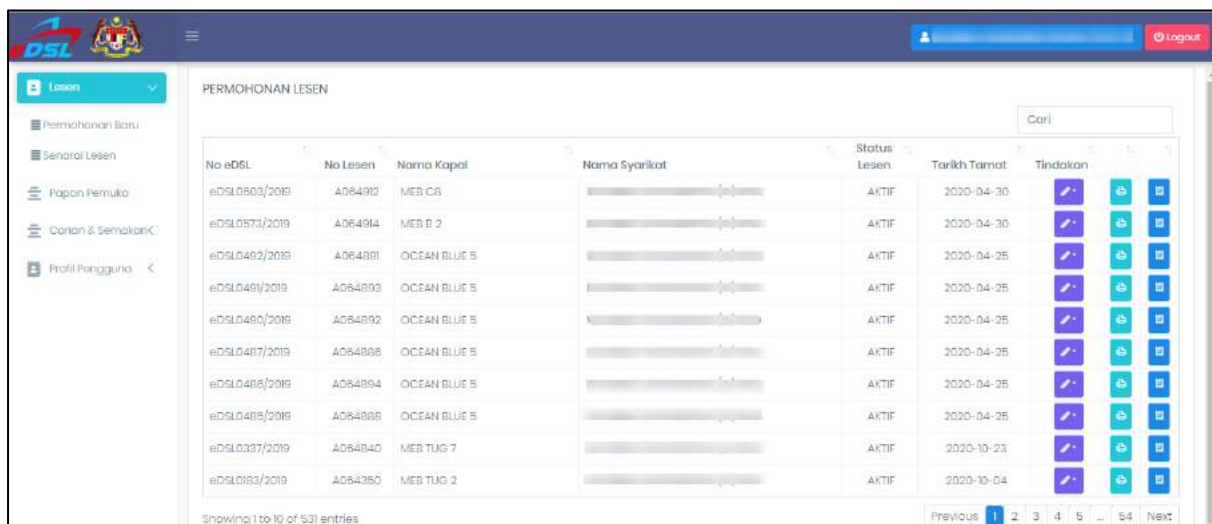 eDSL
Logout
Lesen
PERMOHONAN LESEN
Permohonan Baru
Cari
Senarai Lesen
No eDSL No Lesen Nama Kapal Nama Syarikat Status Lesen Tarikh Tamat Tindakan
Papan Pemuka
eDSL0603/2019 A064912 MEB C8 AKTIF 2020-04-30
Carian & Semakan
eDSL0573/2019 A064914 MEB B 2 AKTIF 2020-04-30
Profil Pengguna
eDSL0492/2019 A064891 OCEAN BLUE 5 AKTIF 2020-04-25
eDSL0491/2019 A064893 OCEAN BLUE 5 AKTIF 2020-04-25
eDSL0490/2019 A064892 OCEAN BLUE 5 AKTIF 2020-04-25
eDSL0487/2019 A064886 OCEAN BLUE 5 AKTIF 2020-04-25
eDSL0486/2019 A064894 OCEAN BLUE 5 AKTIF 2020-04-25
eDSL0485/2019 A064888 OCEAN BLUE 5 AKTIF 2020-04-25
eDSL0337/2019 A064840 MEB TUG 7 AKTIF 2020-10-23
eDSL0183/2019 A064350 MEB TUG 2 AKTIF 2020-10-04
Showing 1 to 10 of 531 entries
Previous 1 2 3 4 5 ... 54 Next